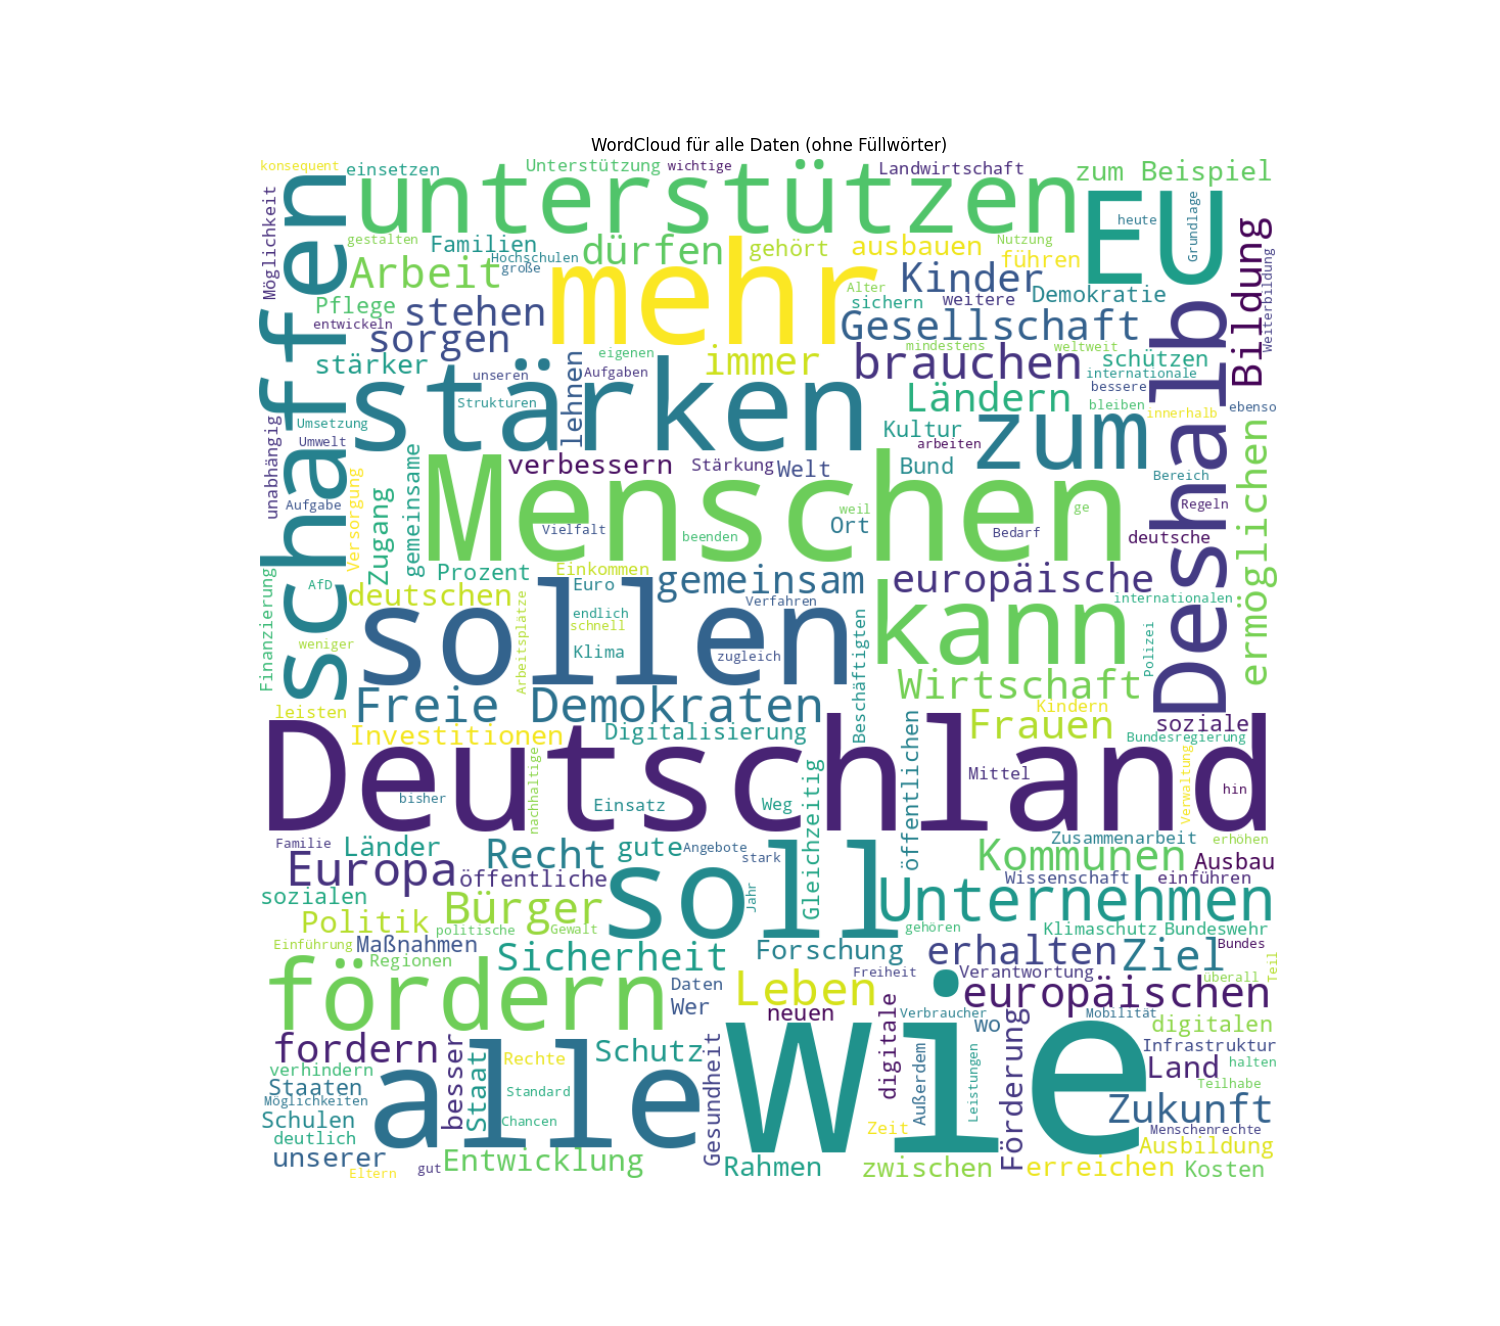 WordCloud für alle Daten (ohne Füllwörter)
konsequent
einsetzen
Unterstützung
wichtige
Landwirtschaft
zum Beispiel
unterstützen
EU
heute
Grundlage
Möglichkeit
schaffen
gestalten
Familien
Hochschulen
große
dürfen
gehört
ausbauen
Nutzung
führen
Bildung
Weiterbildung
Arbeit
mehr
Alter
Kinder
Demokratie
Pflege
stehen
sichern
weitere
entwickeln
sorgen
Gesellschaft
Deshalb
stärker
eigenen
immer
mindestens
weltweit
brauchen
schützen
unseren
Aufgaben
internationale
stärken
lehnen
bessere
Strukturen
Ländern
bleiben
innerhalb
ebenso
Umsetzung
Kultur
zum
unabhängig
Umwelt
arbeiten
ermöglichen
gemeinsame
verbessern
Stärkung
Welt
Bund
Bereich
Versorgung
Zugang
Menschen
Aufgabe
Regeln
weil
ge
Vielfalt
Ort
beenden
Bedarf
deutsche
Finanzierung
Prozent
Einkommen
gemeinsam
europäische
AfD
deutschen
Euro
Verfahren
internationalen
Arbeitsplätze
sollen
endlich
kann
schnell
Beschäftigten
Polizei
weniger
Klima
zugleich
Wirtschaft
leisten
Freie
Demokraten
Kindern
Frauen
soziale
Investitionen
Digitalisierung
öffentlichen
Bundesregierung
Deutschland
nachhaltige
Mittel
Verwaltung
bisher
Einsatz
Weg
Gleichzeitig
hin
Familie
Länder
Recht
gute
Angebote
Zusammenarbeit
erhöhen
Europa
stark
Kommunen
Ausbau
öffentliche
soll
Wissenschaft
einführen
sozialen
Jahr
Unternehmen
Bürger
Politik
politische
Gewalt
gehören
Klimaschutz
Bundeswehr
Einführung
Maßnahmen
Sicherheit
Forschung
erhalten
Ziel
Bundes
Regionen
Freiheit
Verantwortung
überall
Teil
fördern
Daten
Leben
europäischen
Wer
neuen
digitale
Verbraucher
wo
Mobilität
digitalen
fordern
besser
Staat
Schutz
Gesundheit
wie
Förderung
Infrastruktur
verhindern
alle
Rechte
Außerdem
Leistungen
Land
halten
Staaten
Standard
Teilhabe
Möglichkeiten
Schulen
Chancen
Zukunft
deutlich
Zeit
Menschenrechte
Ausbildung
unserer
Eltern
gut
Entwicklung
Rahmen
zwischen
erreichen
Kosten